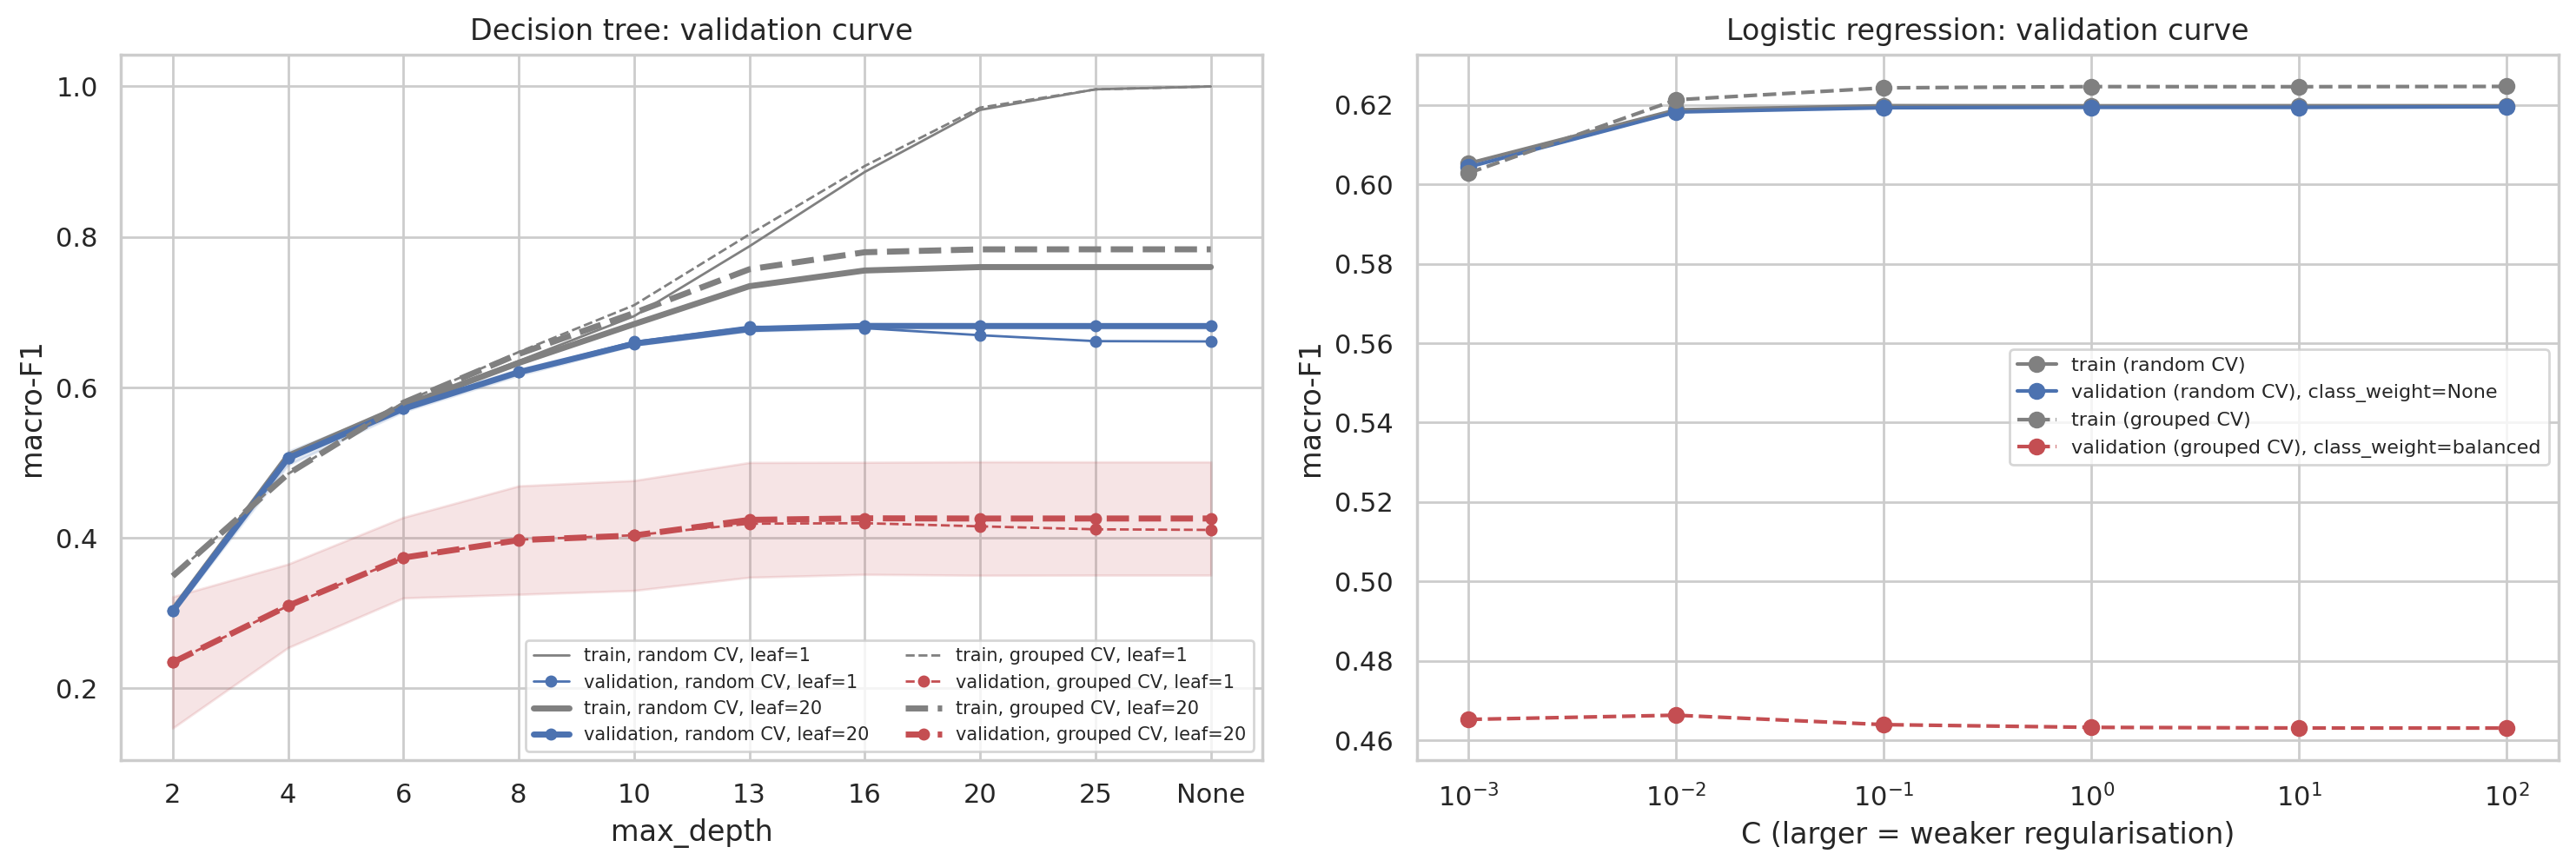 Decision tree: validation curve
macro-F1
1.0
0.8
0.6
0.4
0.2
train, random CV, leaf=1
validation, random CV, leaf=1
train, random CV, leaf=20
validation, random CV, leaf=20
train, grouped CV, leaf=1
validation, grouped CV, leaf=1
train, grouped CV, leaf=20
validation, grouped CV, leaf=20
2 4 6 8 10 13 16 20 25 None
max_depth
Logistic regression: validation curve
macro-F1
0.62
0.60
0.58
0.56
0.54
0.52
0.50
0.48
0.46
train (random CV)
validation (random CV), class_weight=None
train (grouped CV)
validation (grouped CV), class_weight=balanced
10⁻³ 10⁻² 10⁻¹ 10⁰ 10¹ 10²
C (larger = weaker regularisation)